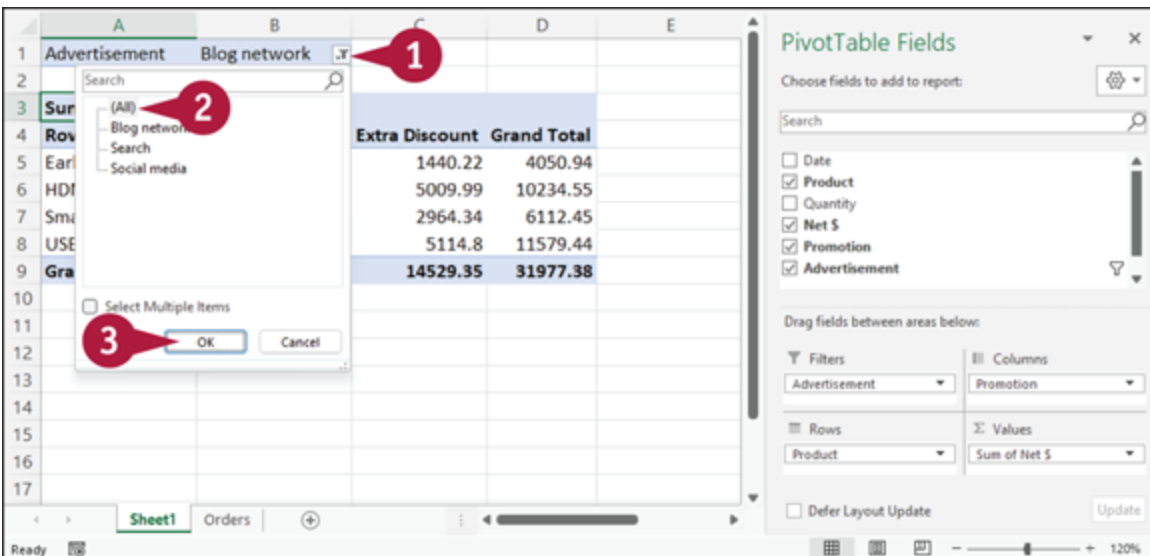 A B C D E
1 Advertisement Blog network 1
2 Search
3 Sum (All) 2
4 Row Blog network Extra Discount Grand Total
Search
5 Earl 1440.22 4050.94
Social media
6 HDM 5009.99 10234.55
7 Sma 2964.34 6112.45
8 USB 5114.8 11579.44
9 Gra 14529.35 31977.38
10 Select Multiple Items
11
12 3 OK Cancel
13
14
15
16
17
Sheet1 Orders
Ready 120%
PivotTable Fields
Choose fields to add to report:
Search
Date
Product
Quantity
Net $
Promotion
Advertisement
Drag fields between areas below:
Filters Columns
Advertisement Promotion
Rows Σ Values
Product Sum of Net $
Defer Layout Update Update